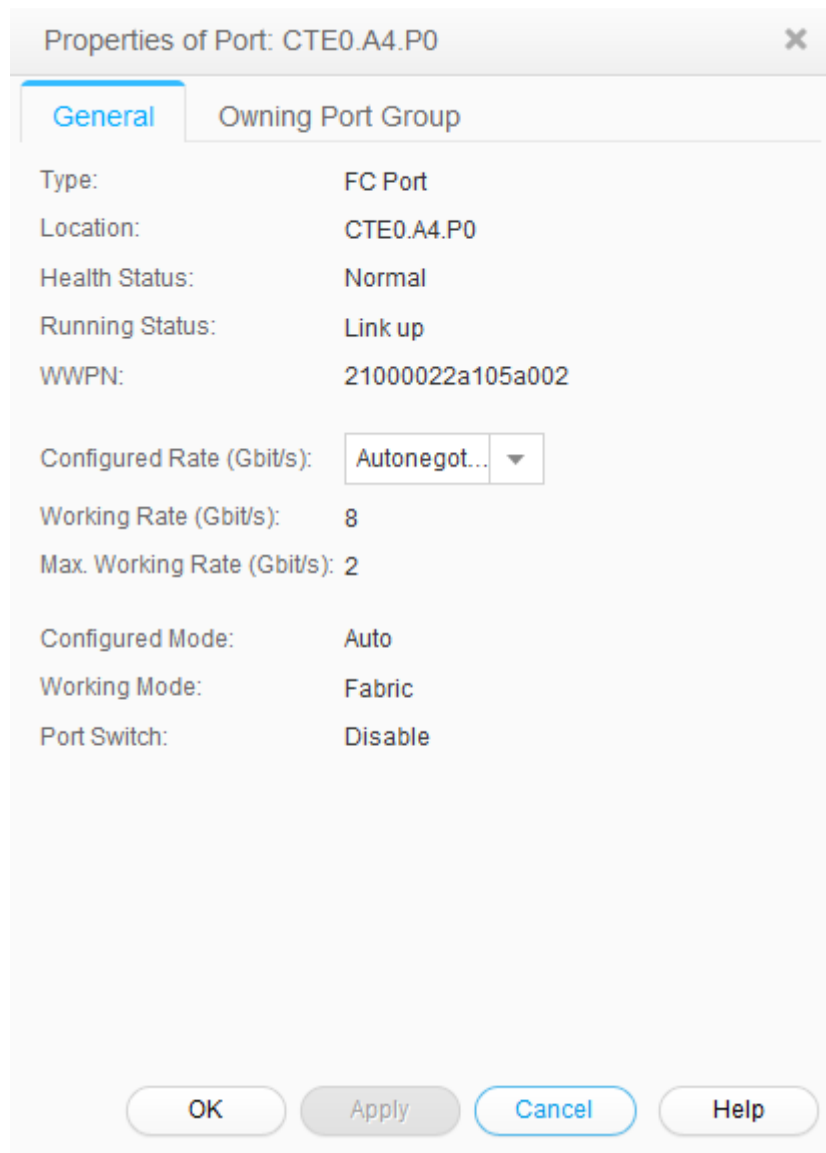 Properties of Port: CTE0.A4.P0
General Owning Port Group
Type: FC Port
Location: CTE0.A4.P0
Health Status: Normal
Running Status: Link up
WWPN: 21000022a105a002
Configured Rate (Gbit/s): Autonegot...
Working Rate (Gbit/s): 8
Max. Working Rate (Gbit/s): 2
Configured Mode: Auto
Working Mode: Fabric
Port Switch: Disable
OK Apply Cancel Help